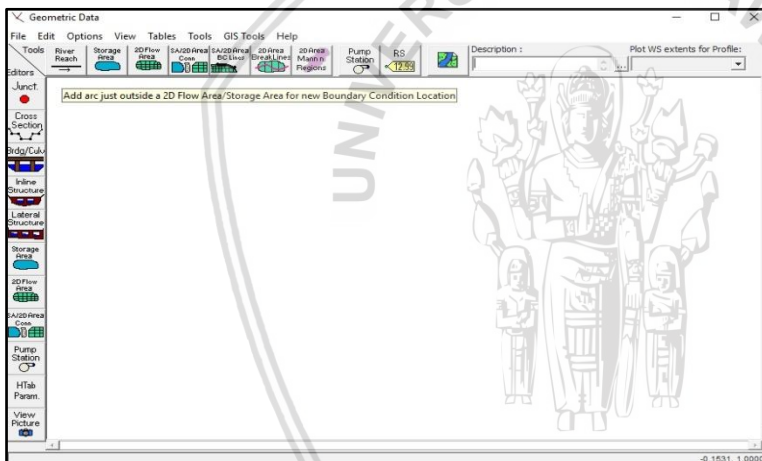 Geometric Data
File Edit Options View Tables Tools GIS Tools Help
Tools
Editors
River
Reach
Storage
Area
2D Flow
Area
SA/2D Area
Conn
SA/2D Area
BC Lines
2D Area
BreakLines
2D Area
Mann n
Regions
Pump
Station
RS
Description :
...
Plot WS extents for Profile:
Junct.
Add arc just outside a 2D Flow Area/Storage Area for new Boundary Condition Location
Cross
Section
Brdg/Culv
Inline
Structure
Lateral
Structure
Storage
Area
2D Flow
Area
SA/2D Area
Conn
Pump
Station
HTab
Param.
View
Picture
-0.1531, 1.0000
UNIVERS